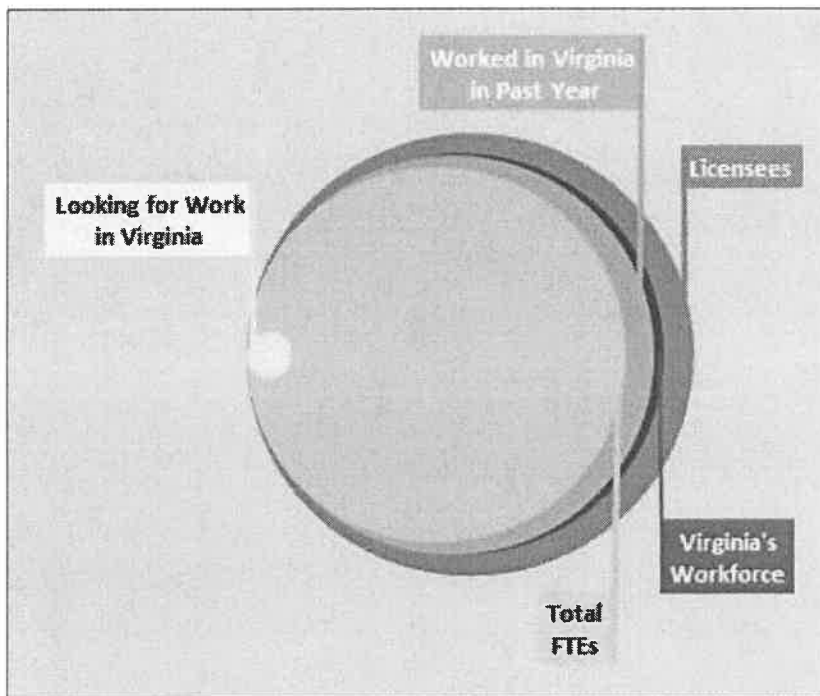 Worked in Virginia
in Past Year
Licensees
Looking for Work
in Virginia
Virginia's
Workforce
Total
FTEs